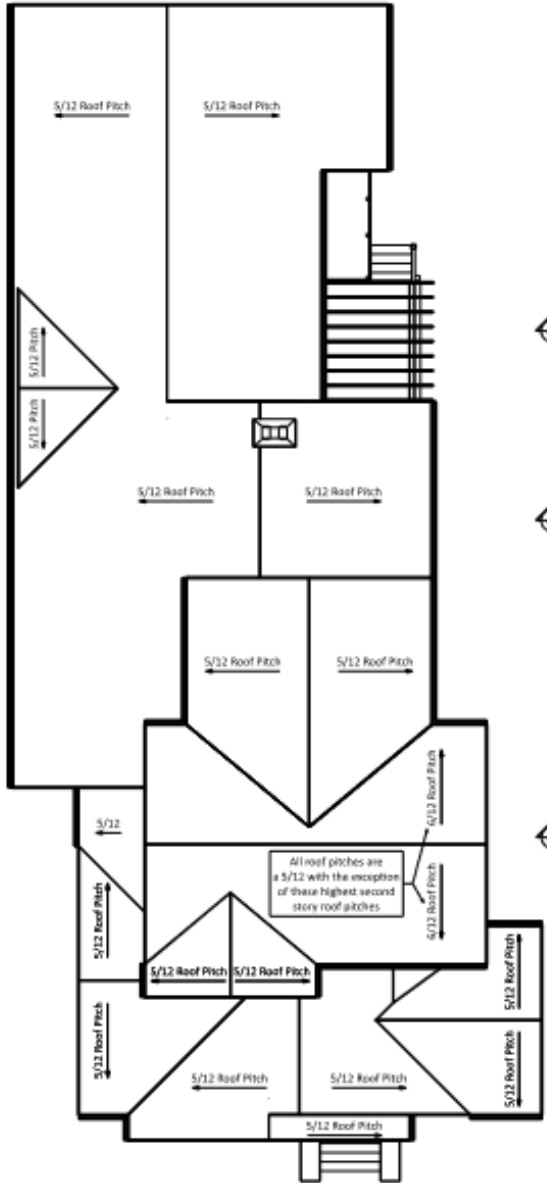 5/12 Roof Pitch
5/12 Roof Pitch
5/12 Pitch
5/12 Pitch
5/12 Roof Pitch
5/12 Roof Pitch
5/12 Roof Pitch
5/12 Roof Pitch
6/12 Roof Pitch
5/12
All roof pitches are
a 5/12 with the exception
of these highest second
story roof pitches
6/12 Roof Pitch
5/12 Roof Pitch
5/12 Roof Pitch
5/12 Roof Pitch
5/12 Roof Pitch
5/12 Roof Pitch
5/12 Roof Pitch
5/12 Roof Pitch
5/12 Roof Pitch
5/12 Roof Pitch